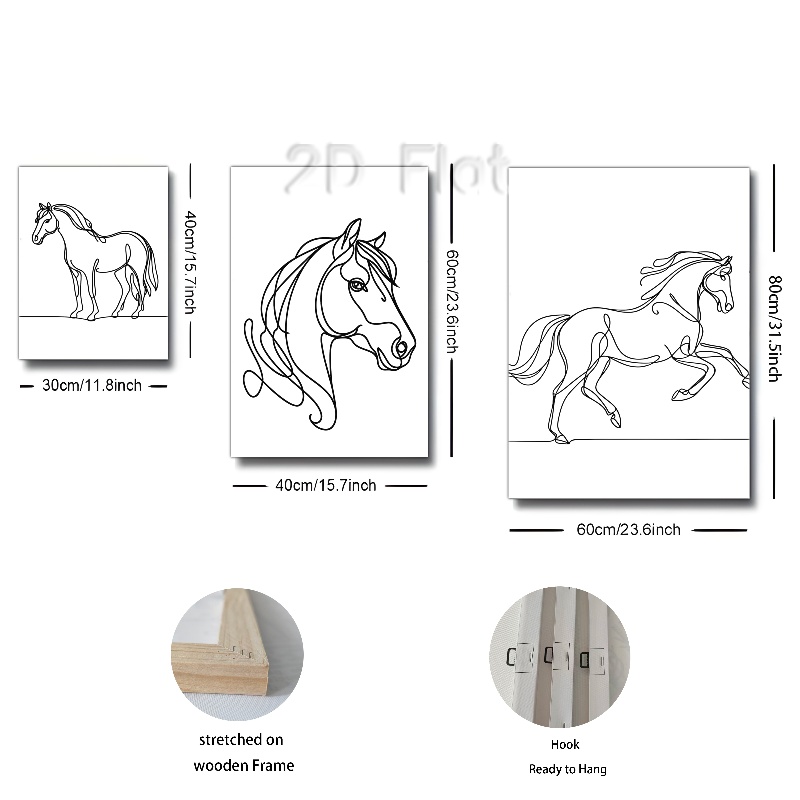 2D Flat
40cm/15.7inch
60cm/23.6inch
80cm/31.5inch
30cm/11.8inch
40cm/15.7inch
60cm/23.6inch
stretched on
wooden Frame
Hook
Ready to Hang